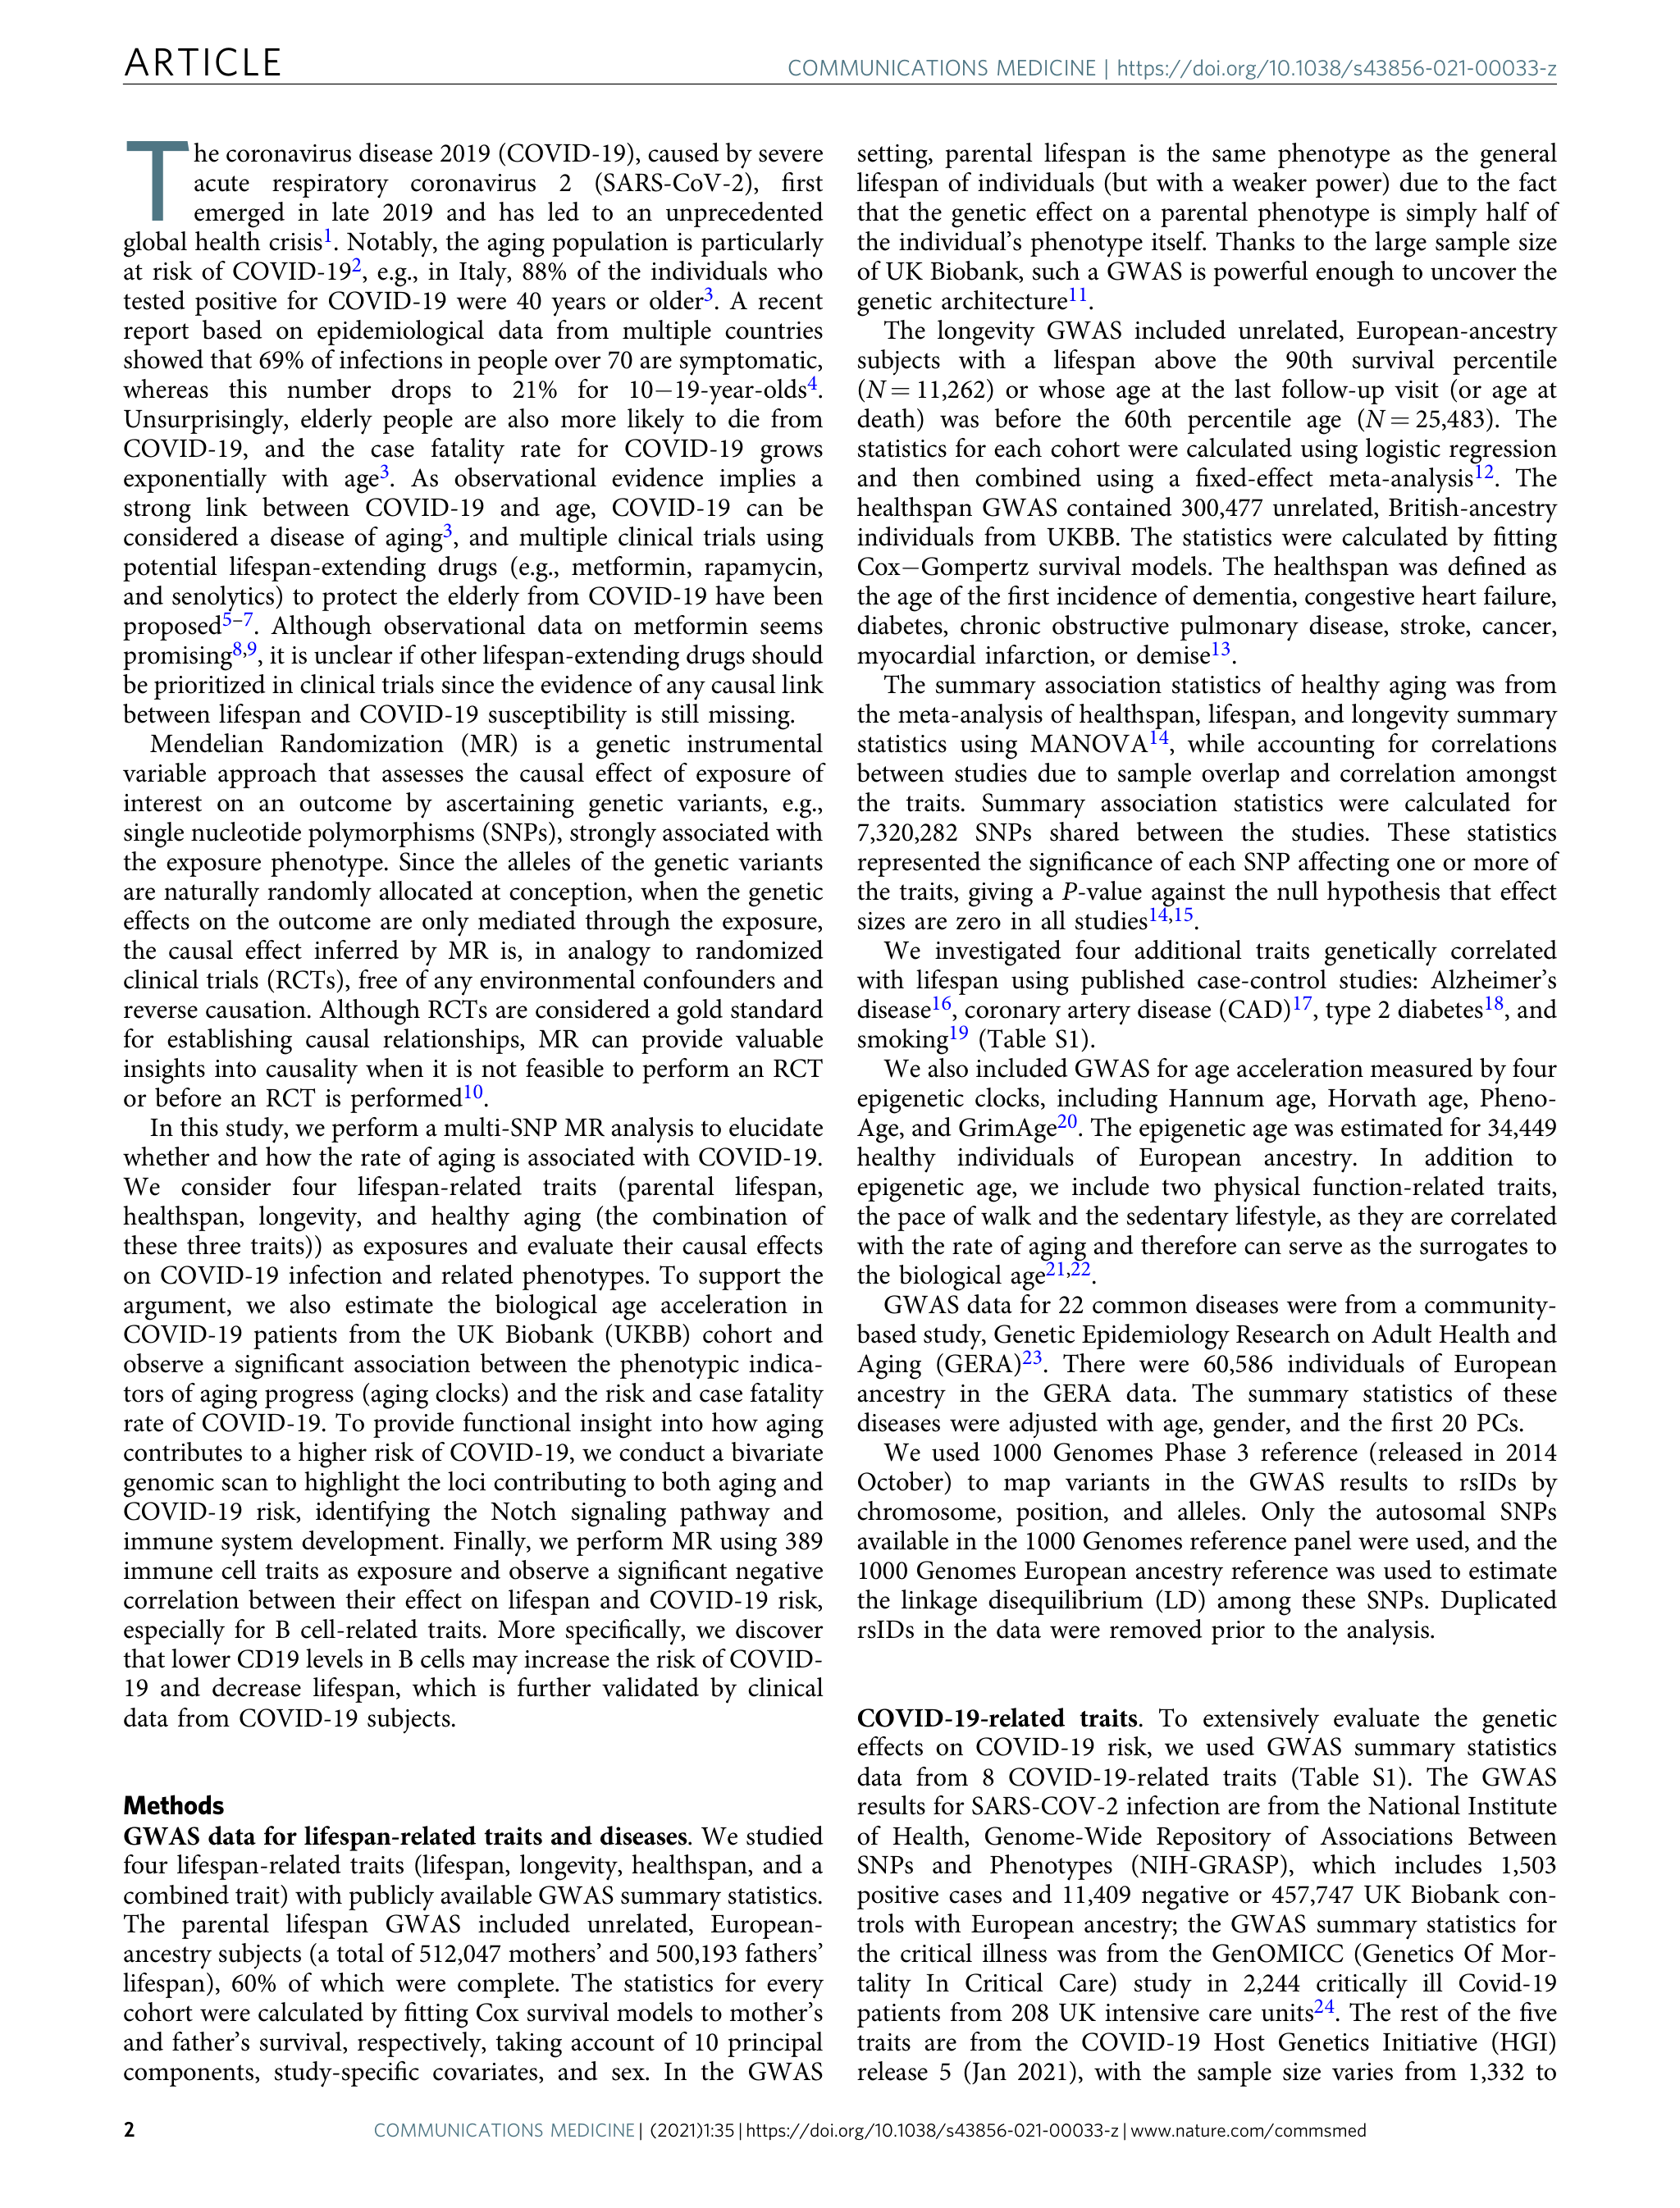 ARTICLE
COMMUNICATIONS MEDICINE | https://doi.org/10.1038/s43856-021-00033-z
The coronavirus disease 2019 (COVID-19), caused by severe
acute respiratory coronavirus 2 (SARS-CoV-2), first
emerged in late 2019 and has led to an unprecedented
global health crisis1. Notably, the aging population is particularly
at risk of COVID-192, e.g., in Italy, 88% of the individuals who
tested positive for COVID-19 were 40 years or older3. A recent
report based on epidemiological data from multiple countries
showed that 69% of infections in people over 70 are symptomatic,
whereas this number drops to 21% for 10−19-year-olds4.
Unsurprisingly, elderly people are also more likely to die from
COVID-19, and the case fatality rate for COVID-19 grows
exponentially with age3. As observational evidence implies a
strong link between COVID-19 and age, COVID-19 can be
considered a disease of aging3, and multiple clinical trials using
potential lifespan-extending drugs (e.g., metformin, rapamycin,
and senolytics) to protect the elderly from COVID-19 have been
proposed5–7. Although observational data on metformin seems
promising8,9, it is unclear if other lifespan-extending drugs should
be prioritized in clinical trials since the evidence of any causal link
between lifespan and COVID-19 susceptibility is still missing.
Mendelian Randomization (MR) is a genetic instrumental
variable approach that assesses the causal effect of exposure of
interest on an outcome by ascertaining genetic variants, e.g.,
single nucleotide polymorphisms (SNPs), strongly associated with
the exposure phenotype. Since the alleles of the genetic variants
are naturally randomly allocated at conception, when the genetic
effects on the outcome are only mediated through the exposure,
the causal effect inferred by MR is, in analogy to randomized
clinical trials (RCTs), free of any environmental confounders and
reverse causation. Although RCTs are considered a gold standard
for establishing causal relationships, MR can provide valuable
insights into causality when it is not feasible to perform an RCT
or before an RCT is performed10.
In this study, we perform a multi-SNP MR analysis to elucidate
whether and how the rate of aging is associated with COVID-19.
We consider four lifespan-related traits (parental lifespan,
healthspan, longevity, and healthy aging (the combination of
these three traits)) as exposures and evaluate their causal effects
on COVID-19 infection and related phenotypes. To support the
argument, we also estimate the biological age acceleration in
COVID-19 patients from the UK Biobank (UKBB) cohort and
observe a significant association between the phenotypic indica-
tors of aging progress (aging clocks) and the risk and case fatality
rate of COVID-19. To provide functional insight into how aging
contributes to a higher risk of COVID-19, we conduct a bivariate
genomic scan to highlight the loci contributing to both aging and
COVID-19 risk, identifying the Notch signaling pathway and
immune system development. Finally, we perform MR using 389
immune cell traits as exposure and observe a significant negative
correlation between their effect on lifespan and COVID-19 risk,
especially for B cell-related traits. More specifically, we discover
that lower CD19 levels in B cells may increase the risk of COVID-
19 and decrease lifespan, which is further validated by clinical
data from COVID-19 subjects.
Methods
GWAS data for lifespan-related traits and diseases. We studied
four lifespan-related traits (lifespan, longevity, healthspan, and a
combined trait) with publicly available GWAS summary statistics.
The parental lifespan GWAS included unrelated, European-
ancestry subjects (a total of 512,047 mothers’ and 500,193 fathers’
lifespan), 60% of which were complete. The statistics for every
cohort were calculated by fitting Cox survival models to mother’s
and father’s survival, respectively, taking account of 10 principal
components, study-specific covariates, and sex. In the GWAS
setting, parental lifespan is the same phenotype as the general
lifespan of individuals (but with a weaker power) due to the fact
that the genetic effect on a parental phenotype is simply half of
the individual’s phenotype itself. Thanks to the large sample size
of UK Biobank, such a GWAS is powerful enough to uncover the
genetic architecture11.
The longevity GWAS included unrelated, European-ancestry
subjects with a lifespan above the 90th survival percentile
(N = 11,262) or whose age at the last follow-up visit (or age at
death) was before the 60th percentile age (N = 25,483). The
statistics for each cohort were calculated using logistic regression
and then combined using a fixed-effect meta-analysis12. The
healthspan GWAS contained 300,477 unrelated, British-ancestry
individuals from UKBB. The statistics were calculated by fitting
Cox−Gompertz survival models. The healthspan was defined as
the age of the first incidence of dementia, congestive heart failure,
diabetes, chronic obstructive pulmonary disease, stroke, cancer,
myocardial infarction, or demise13.
The summary association statistics of healthy aging was from
the meta-analysis of healthspan, lifespan, and longevity summary
statistics using MANOVA14, while accounting for correlations
between studies due to sample overlap and correlation amongst
the traits. Summary association statistics were calculated for
7,320,282 SNPs shared between the studies. These statistics
represented the significance of each SNP affecting one or more of
the traits, giving a P-value against the null hypothesis that effect
sizes are zero in all studies14,15.
We investigated four additional traits genetically correlated
with lifespan using published case-control studies: Alzheimer’s
disease16, coronary artery disease (CAD)17, type 2 diabetes18, and
smoking19 (Table S1).
We also included GWAS for age acceleration measured by four
epigenetic clocks, including Hannum age, Horvath age, Pheno-
Age, and GrimAge20. The epigenetic age was estimated for 34,449
healthy individuals of European ancestry. In addition to
epigenetic age, we include two physical function-related traits,
the pace of walk and the sedentary lifestyle, as they are correlated
with the rate of aging and therefore can serve as the surrogates to
the biological age21,22.
GWAS data for 22 common diseases were from a community-
based study, Genetic Epidemiology Research on Adult Health and
Aging (GERA)23. There were 60,586 individuals of European
ancestry in the GERA data. The summary statistics of these
diseases were adjusted with age, gender, and the first 20 PCs.
We used 1000 Genomes Phase 3 reference (released in 2014
October) to map variants in the GWAS results to rsIDs by
chromosome, position, and alleles. Only the autosomal SNPs
available in the 1000 Genomes reference panel were used, and the
1000 Genomes European ancestry reference was used to estimate
the linkage disequilibrium (LD) among these SNPs. Duplicated
rsIDs in the data were removed prior to the analysis.
COVID-19-related traits. To extensively evaluate the genetic
effects on COVID-19 risk, we used GWAS summary statistics
data from 8 COVID-19-related traits (Table S1). The GWAS
results for SARS-COV-2 infection are from the National Institute
of Health, Genome-Wide Repository of Associations Between
SNPs and Phenotypes (NIH-GRASP), which includes 1,503
positive cases and 11,409 negative or 457,747 UK Biobank con-
trols with European ancestry; the GWAS summary statistics for
the critical illness was from the GenOMICC (Genetics Of Mor-
tality In Critical Care) study in 2,244 critically ill Covid-19
patients from 208 UK intensive care units24. The rest of the five
traits are from the COVID-19 Host Genetics Initiative (HGI)
release 5 (Jan 2021), with the sample size varies from 1,332 to
2
COMMUNICATIONS MEDICINE | (2021)1:35 | https://doi.org/10.1038/s43856-021-00033-z | www.nature.com/commsmed